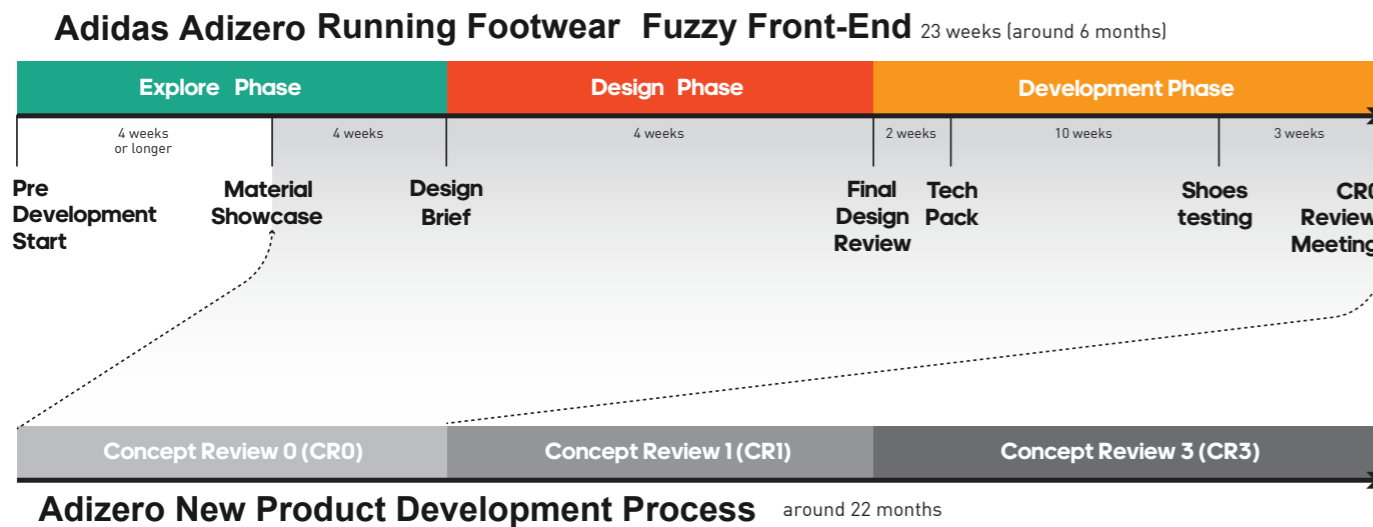 Adidas Adizero Running Footwear Fuzzy Front-End 23 weeks (around 6 months)
Explore Phase
Design Phase
Development Phase
4 weeks
or longer
4 weeks
4 weeks
2 weeks
10 weeks
3 weeks
Pre
Development
Start
Material
Showcase
Design
Brief
Final
Design
Review
Tech
Pack
Shoes
testing
CR0
Review
Meeting
Concept Review 0 (CR0)
Concept Review 1 (CR1)
Concept Review 3 (CR3)
Adizero New Product Development Process around 22 months